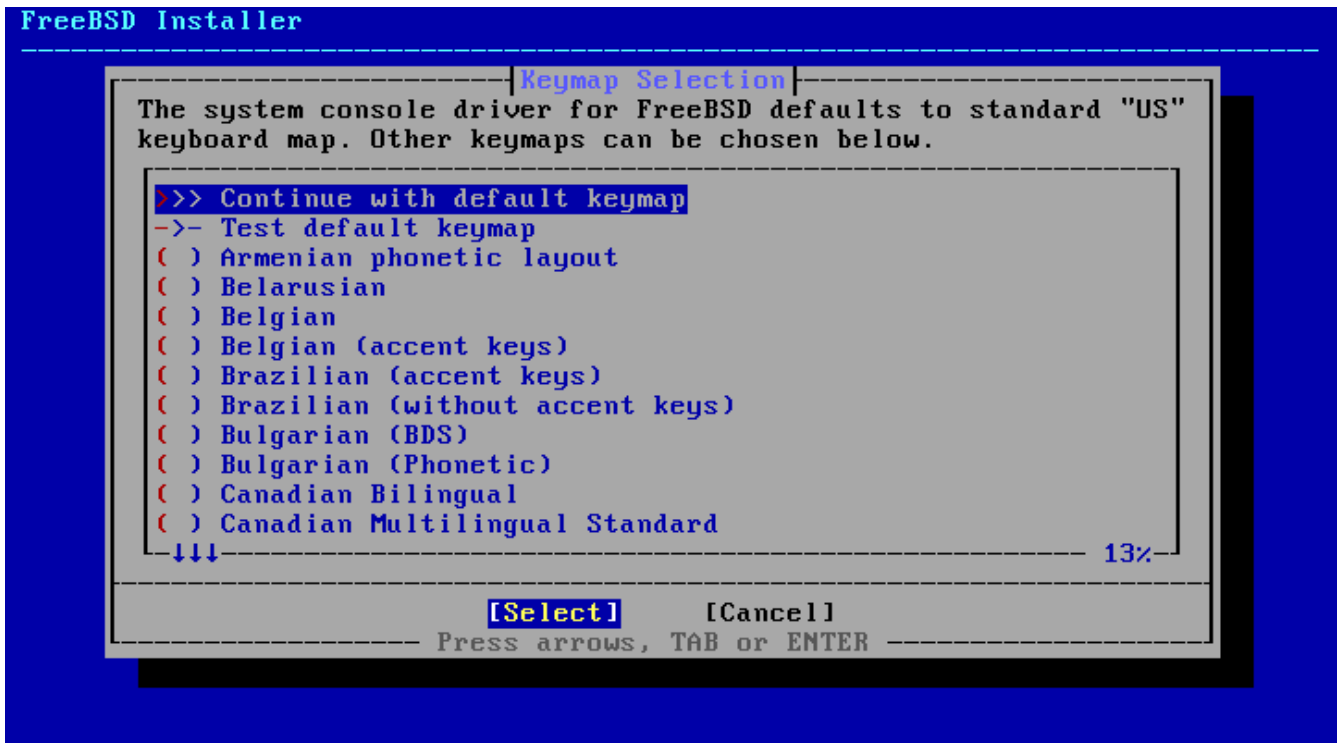 FreeBSD Installer
Keymap Selection
The system console driver for FreeBSD defaults to standard "US"
keyboard map. Other keymaps can be chosen below.
>>> Continue with default keymap
->- Test default keymap
( ) Armenian phonetic layout
( ) Belarusian
( ) Belgian
( ) Belgian (accent keys)
( ) Brazilian (accent keys)
( ) Brazilian (without accent keys)
( ) Bulgarian (BDS)
( ) Bulgarian (Phonetic)
( ) Canadian Bilingual
( ) Canadian Multilingual Standard
↓↓↓ 13%
[Select] [Cancel]
Press arrows, TAB or ENTER